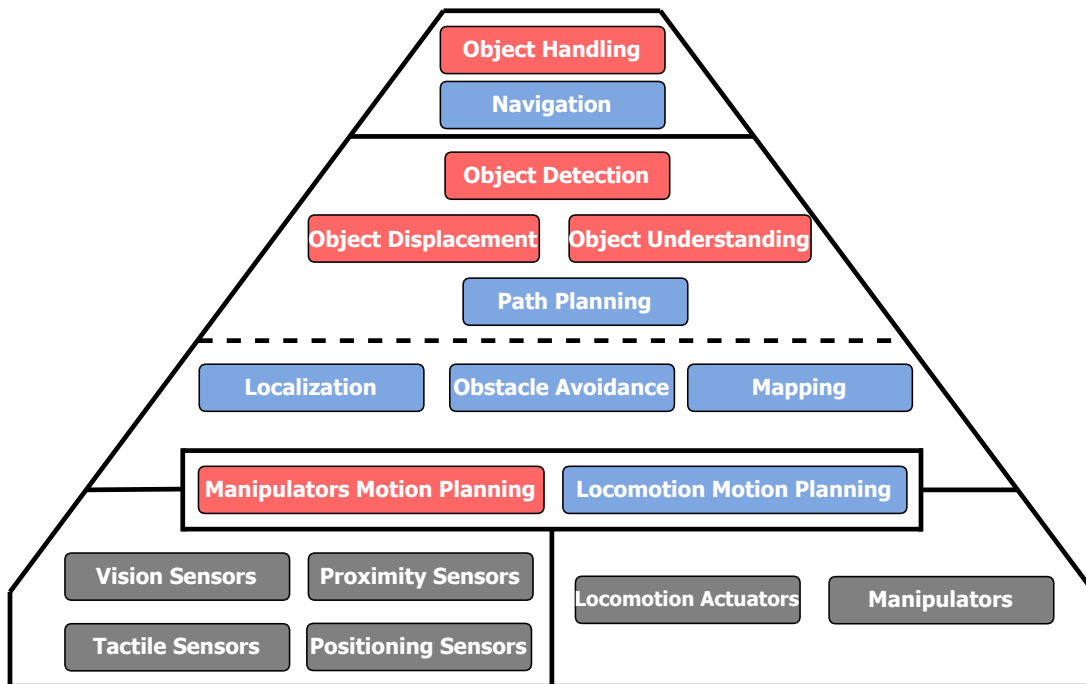 Object Handling
Navigation
Object Detection
Object Displacement
Object Understanding
Path Planning
Localization
Obstacle Avoidance
Mapping
Manipulators Motion Planning
Locomotion Motion Planning
Vision Sensors
Proximity Sensors
Locomotion Actuators
Manipulators
Tactile Sensors
Positioning Sensors